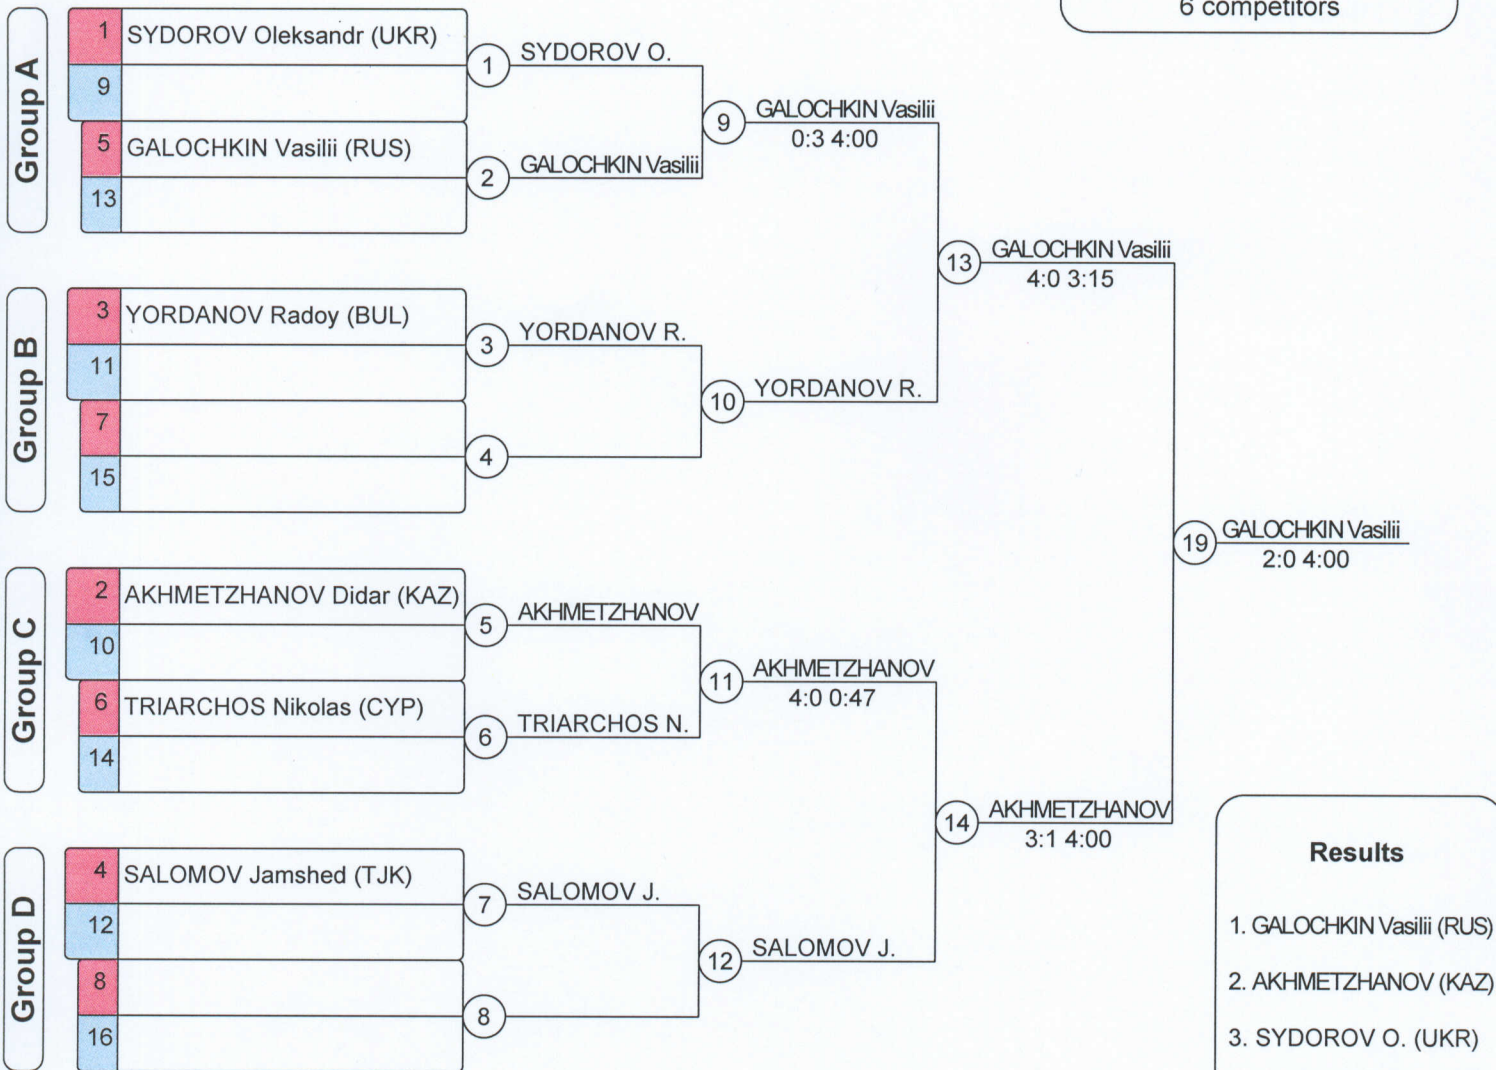 6 competitors
Group A
1 SYDOROV Oleksandr (UKR)
9
5 GALOCHKIN Vasilii (RUS)
13
1 SYDOROV O.
2 GALOCHKIN Vasilii
9 GALOCHKIN Vasilii
0:3 4:00
Group B
3 YORDANOV Radoy (BUL)
11
7
15
3 YORDANOV R.
4
10 YORDANOV R.
13 GALOCHKIN Vasilii
4:0 3:15
Group C
2 AKHMETZHANOV Didar (KAZ)
10
6 TRIARCHOS Nikolas (CYP)
14
5 AKHMETZHANOV
6 TRIARCHOS N.
11 AKHMETZHANOV
4:0 0:47
Group D
4 SALOMOV Jamshed (TJK)
12
8
16
7 SALOMOV J.
8
12 SALOMOV J.
14 AKHMETZHANOV
3:1 4:00
19 GALOCHKIN Vasilii
2:0 4:00
Results
1. GALOCHKIN Vasilii (RUS)
2. AKHMETZHANOV (KAZ)
3. SYDOROV O. (UKR)